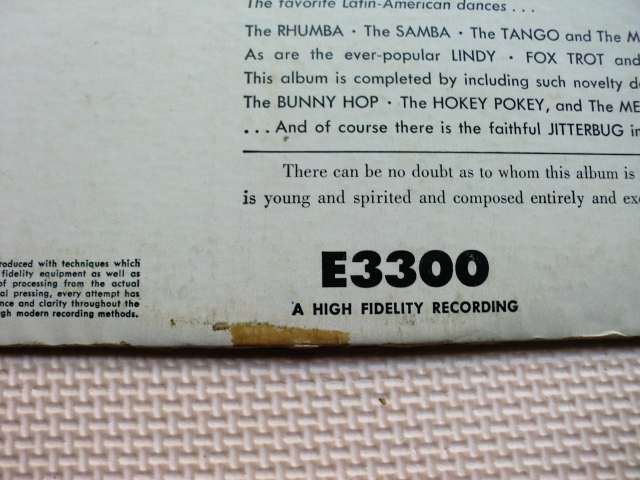 The favorite Latin-American dances . . .
The RHUMBA · The SAMBA · The TANGO and The M
As are the ever-popular LINDY · FOX TROT and
This album is completed by including such novelty d
The BUNNY HOP · The HOKEY POKEY, and The ME
. . . And of course there is the faithful JITTERBUG in
There can be no doubt as to whom this album is
is young and spirited and composed entirely and exc
roduced with techniques which
fidelity equipment as well as
of processing from the actual
al pressing, every attempt has
nce and clarity throughout the
gh modern recording methods.
E3300
A HIGH FIDELITY RECORDING